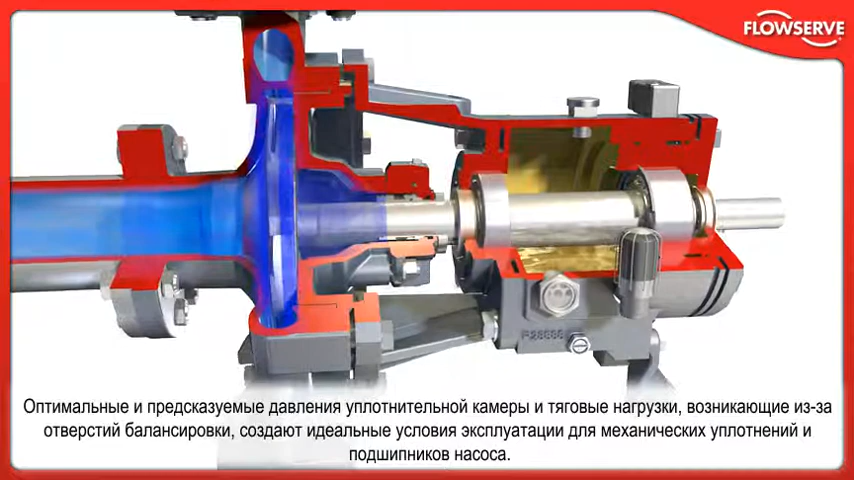 FLOWSERVE
Оптимальные и предсказуемые давления уплотнительной камеры и тяговые нагрузки, возникающие из-за
отверстий балансировки, создают идеальные условия эксплуатации для механических уплотнений и
подшипников насоса.